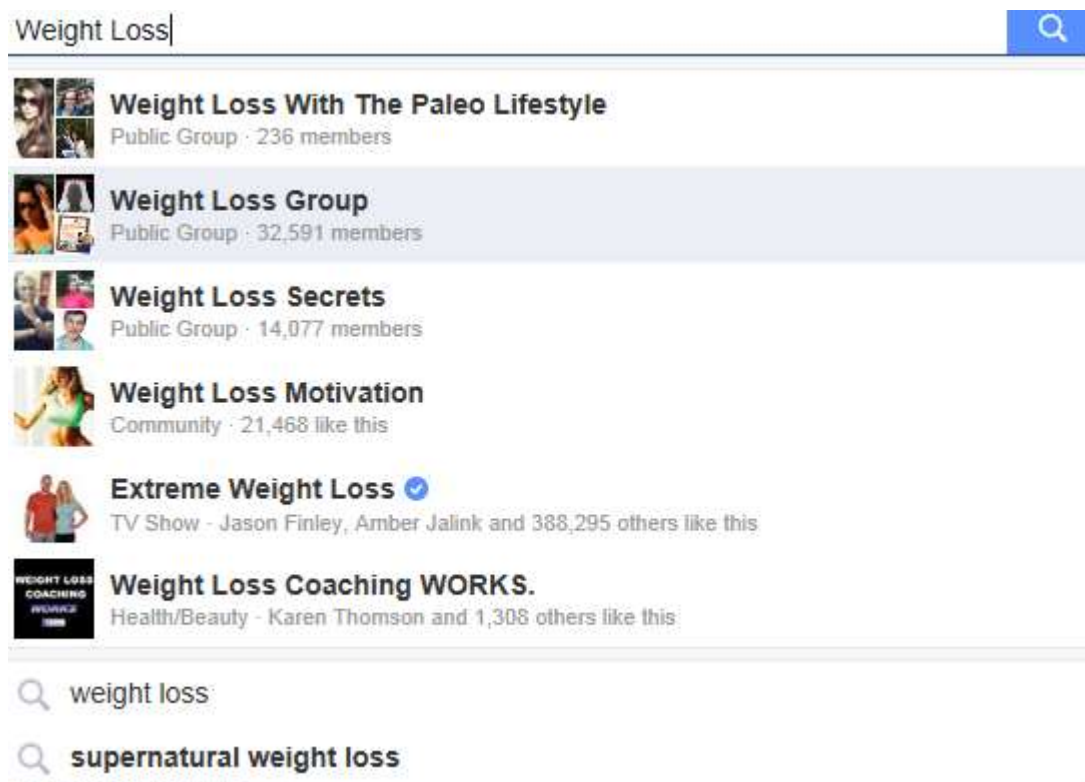 Weight Loss
Weight Loss With The Paleo Lifestyle
Public Group · 236 members
Weight Loss Group
Public Group · 32,591 members
Weight Loss Secrets
Public Group · 14,077 members
Weight Loss Motivation
Community · 21,468 like this
Extreme Weight Loss
TV Show · Jason Finley, Amber Jalink and 388,295 others like this
WEIGHT LOSS
COACHING
WORKS
Weight Loss Coaching WORKS.
Health/Beauty · Karen Thomson and 1,308 others like this
weight loss
supernatural weight loss